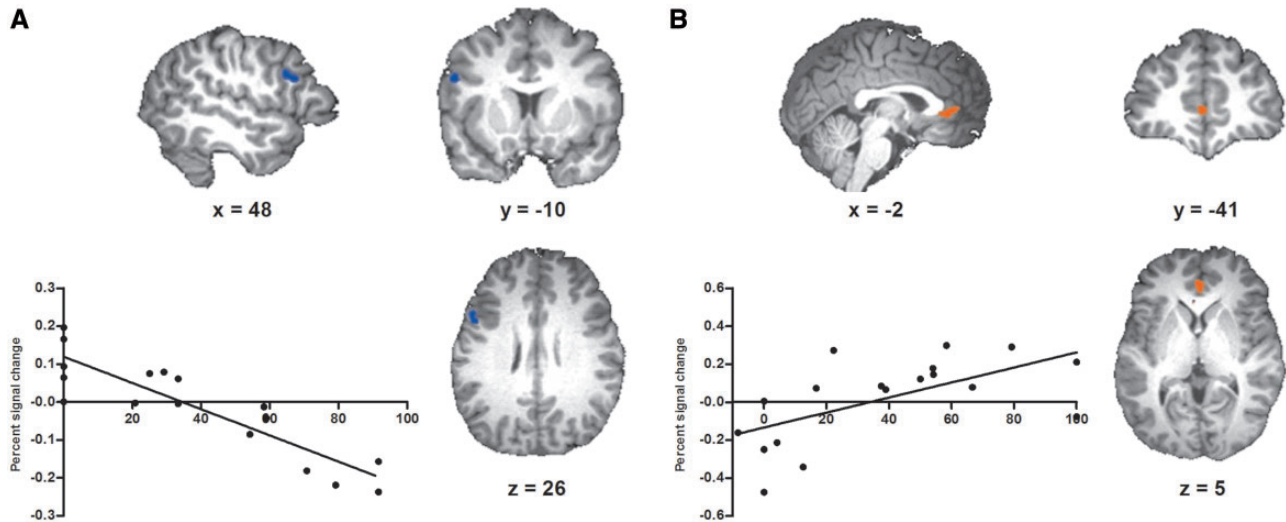 A
x = 48
y = -10
Percent signal change
0.3
0.2
0.1
-0.0
-0.1
-0.2
-0.3
20
40
60
80
100
z = 26
B
x = -2
y = -41
Percent signal change
0.6
0.4
0.2
-0.0
-0.2
-0.4
-0.6
20
40
60
80
100
z = 5